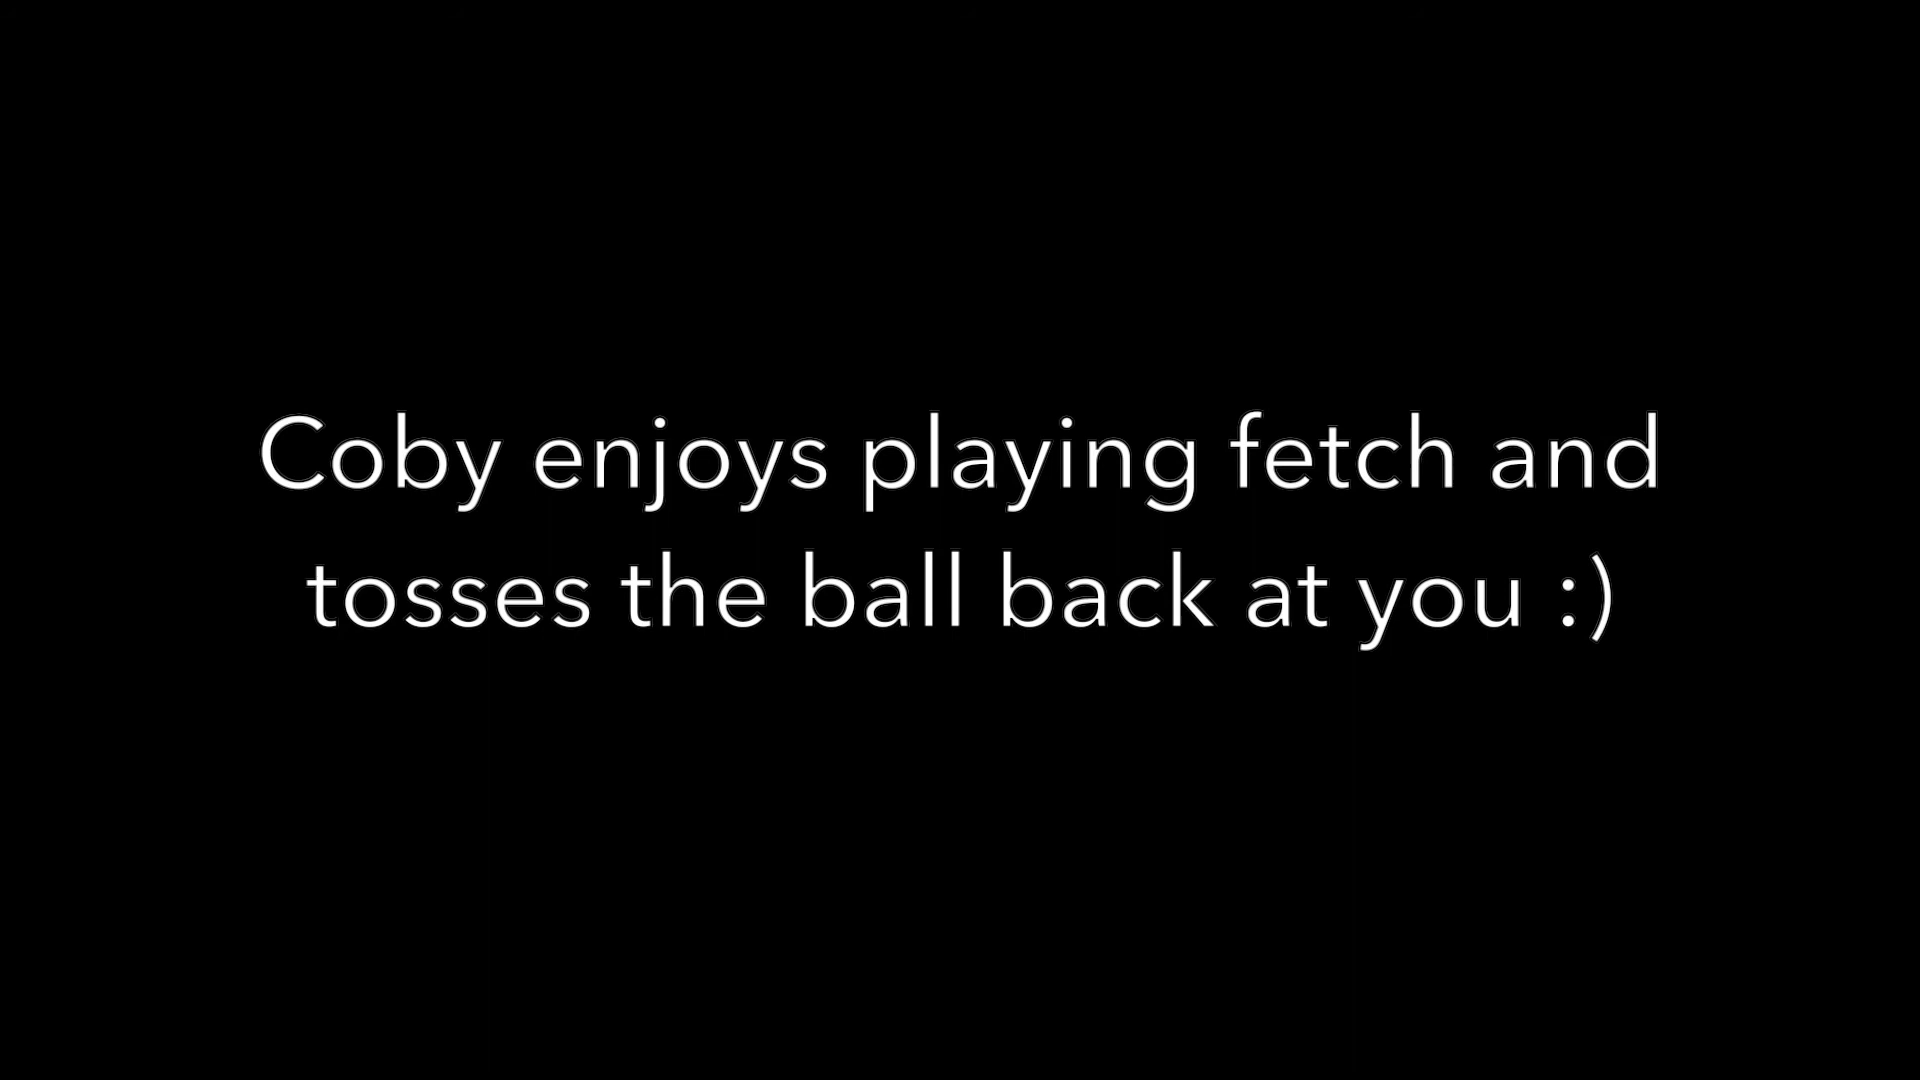 Coby enjoys playing fetch and
tosses the ball back at you :)